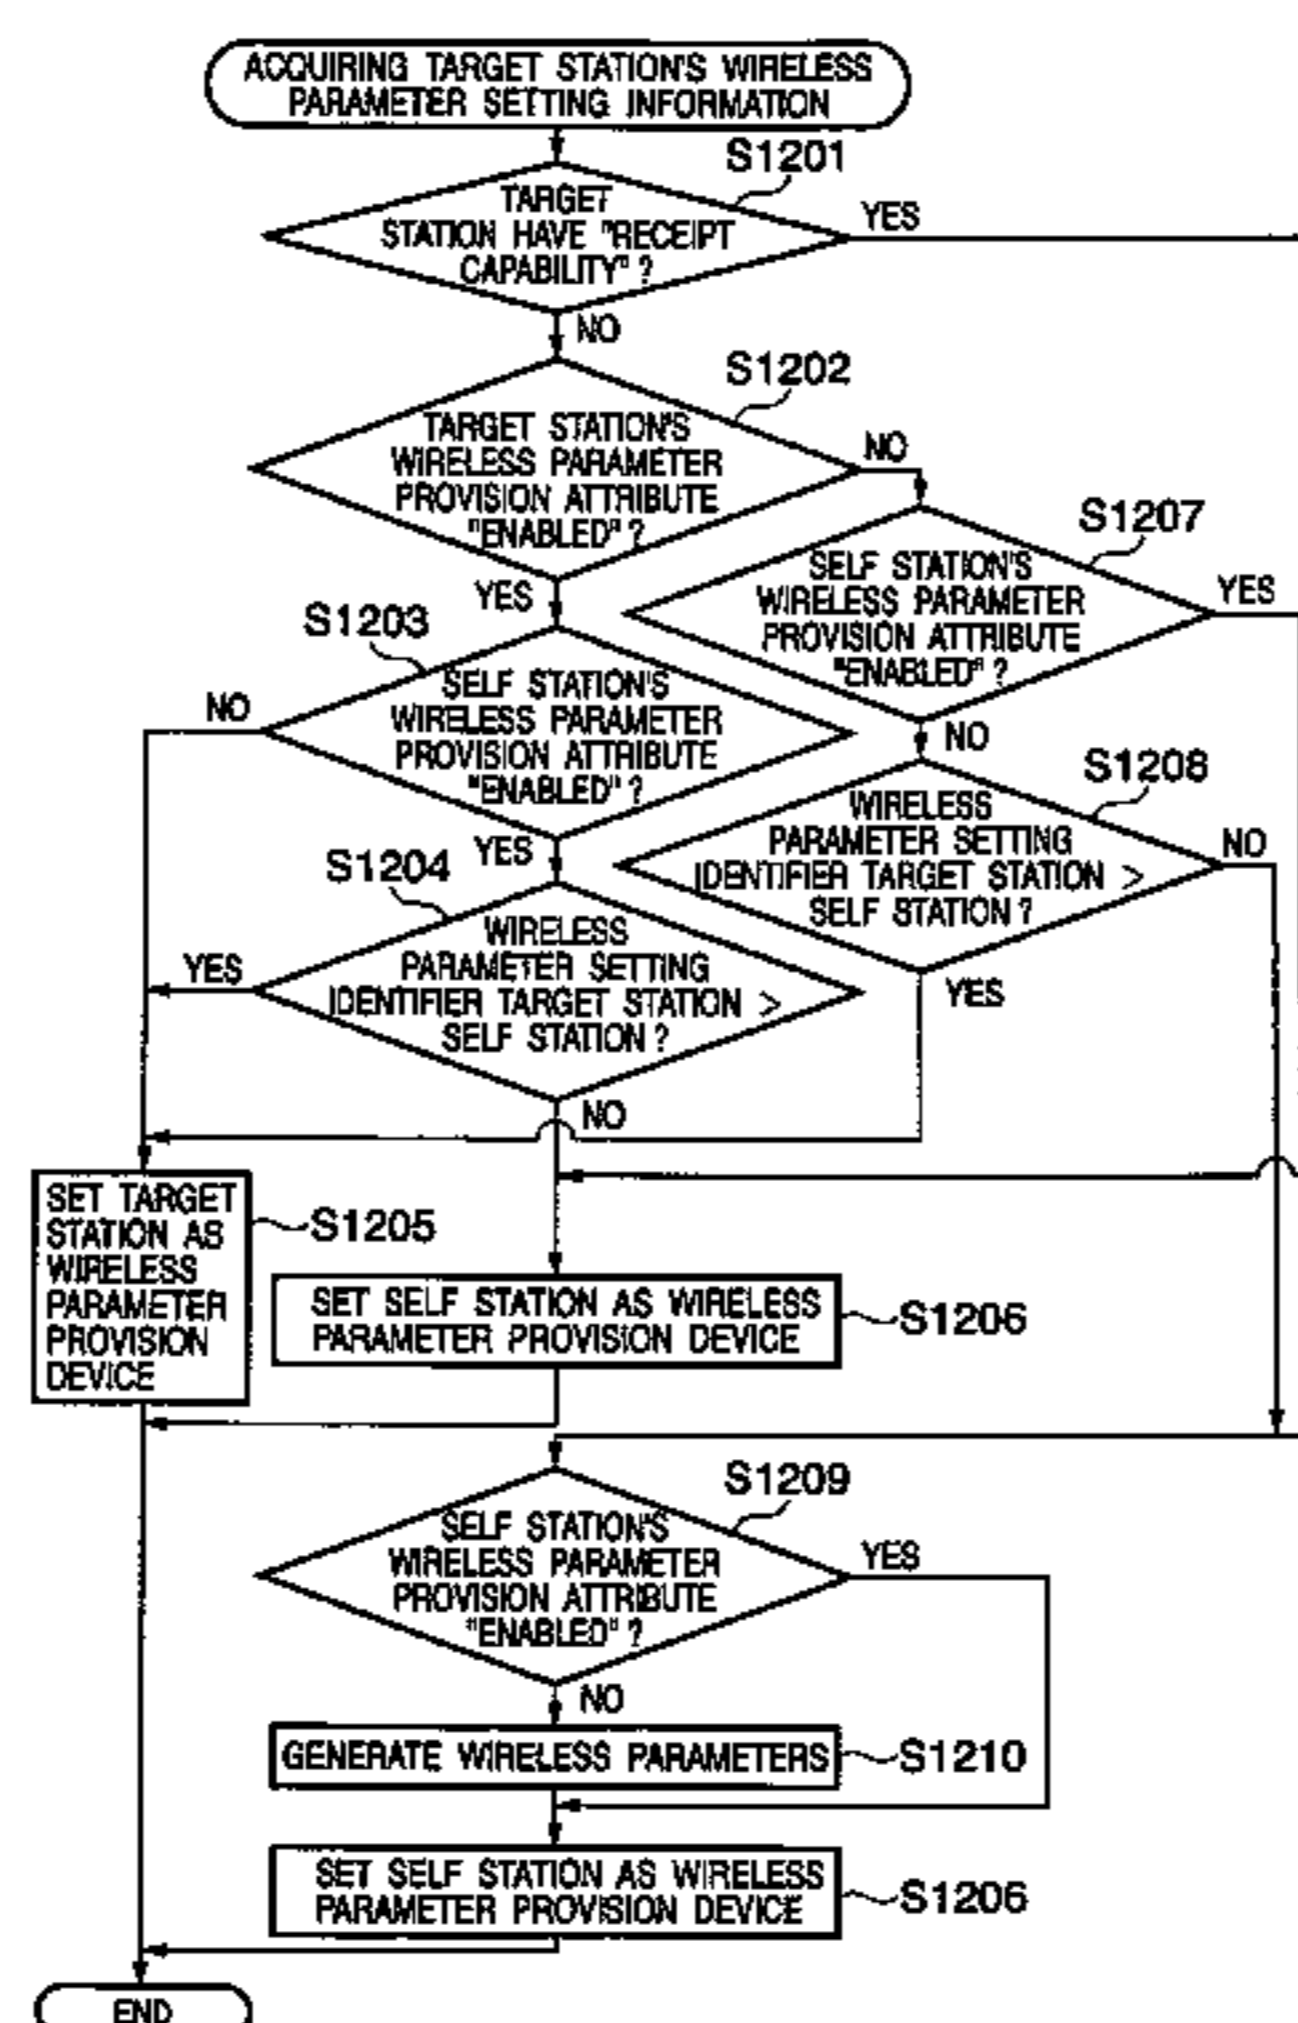 ACQUIRING TARGET STATION'S WIRELESS
PARAMETER SETTING INFORMATION
S1201
TARGET
STATION HAVE "RECEIPT
CAPABILITY" ?
YES
NO
S1202
TARGET STATION'S
WIRELESS PARAMETER
PROVISION ATTRIBUTE
"ENABLED" ?
NO
YES
S1207
SELF STATION'S
WIRELESS PARAMETER
PROVISION ATTRIBUTE
"ENABLED" ?
YES
NO
S1203
SELF STATION'S
WIRELESS PARAMETER
PROVISION ATTRIBUTE
"ENABLED" ?
NO
YES
S1208
WIRELESS
PARAMETER SETTING
IDENTIFIER TARGET STATION >
SELF STATION ?
NO
YES
S1204
WIRELESS
PARAMETER SETTING
IDENTIFIER TARGET STATION >
SELF STATION ?
YES
NO
SET TARGET
STATION AS
WIRELESS
PARAMETER
PROVISION
DEVICE
S1205
SET SELF STATION AS WIRELESS
PARAMETER PROVISION DEVICE
S1206
S1209
SELF STATION'S
WIRELESS PARAMETER
PROVISION ATTRIBUTE
"ENABLED" ?
YES
NO
GENERATE WIRELESS PARAMETERS
S1210
SET SELF STATION AS WIRELESS
PARAMETER PROVISION DEVICE
S1206
END